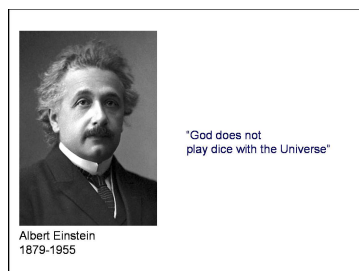 "God does not
play dice with the Universe"
Albert Einstein
1879-1955